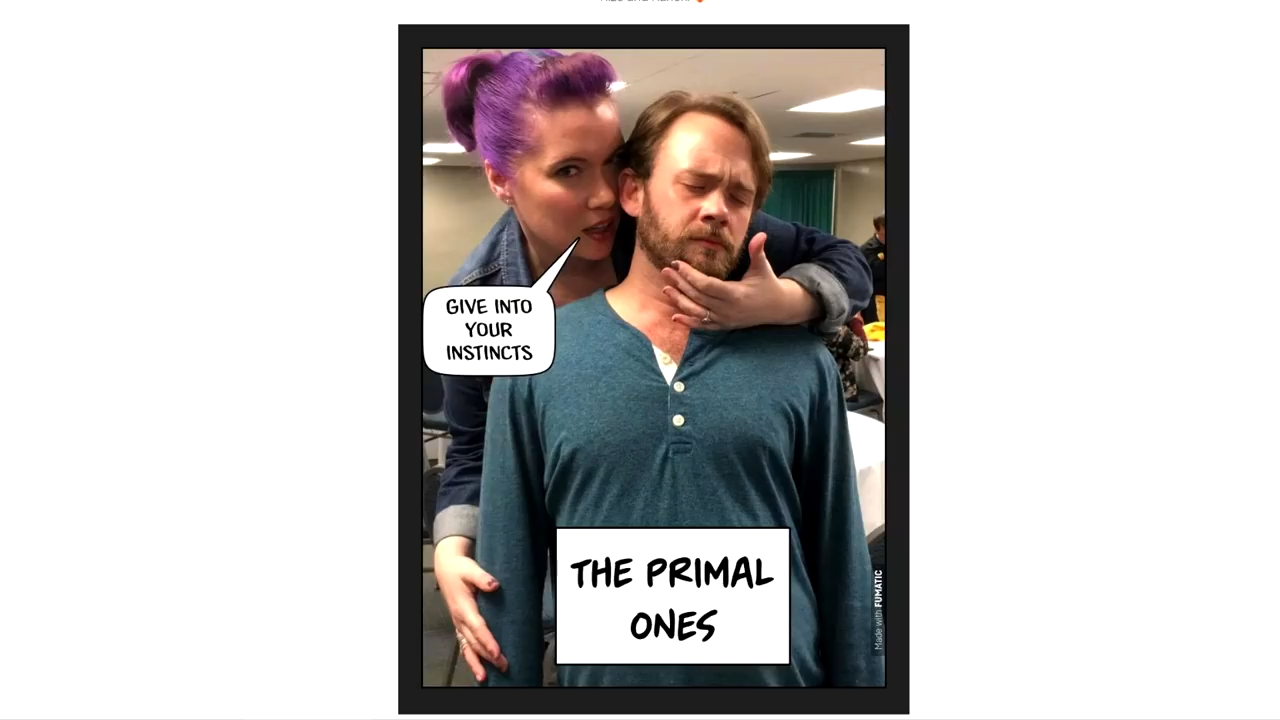 GIVE INTO
YOUR
INSTINCTS
THE PRIMAL
ONES
Made with FUMATIC